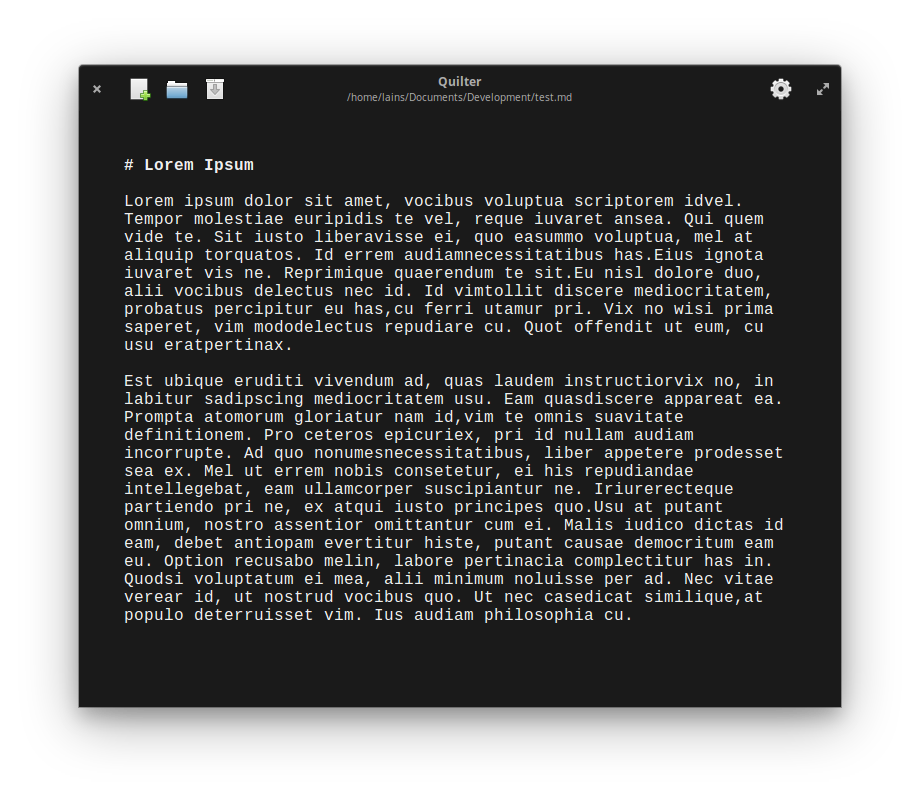 Quilter
/home/lains/Documents/Development/test.md
# Lorem Ipsum
Lorem ipsum dolor sit amet, vocibus voluptua scriptorem idvel.
Tempor molestiae euripidis te vel, reque iuvaret ansea. Qui quem
vide te. Sit iusto liberavisse ei, quo easummo voluptua, mel at
aliquip torquatos. Id errem audiamnecessitatibus has.Eius ignota
iuvaret vis ne. Reprimique quaerendum te sit.Eu nisl dolore duo,
alii vocibus delectus nec id. Id vimtollit discere mediocritatem,
probatus percipitur eu has,cu ferri utamur pri. Vix no wisi prima
saperet, vim mododelectus repudiare cu. Quot offendit ut eum, cu
usu eratpertinax.
Est ubique eruditi vivendum ad, quas laudem instructiorvix no, in
labitur sadipscing mediocritatem usu. Eam quasdiscere appareat ea.
Prompta atomorum gloriatur nam id,vim te omnis suavitate
definitionem. Pro ceteros epicuriex, pri id nullam audiam
incorrupte. Ad quo nonumesnecessitatibus, liber appetere prodesset
sea ex. Mel ut errem nobis consetetur, ei his repudiandae
intellegebat, eam ullamcorper suscipiantur ne. Iriurerecteque
partiendo pri ne, ex atqui iusto principes quo.Usu at putant
omnium, nostro assentior omittantur cum ei. Malis iudico dictas id
eam, debet antiopam evertitur histe, putant causae democritum eam
eu. Option recusabo melin, labore pertinacia complectitur has in.
Quodsi voluptatum ei mea, alii minimum noluisse per ad. Nec vitae
verear id, ut nostrud vocibus quo. Ut nec casedicat similique,at
populo deterruisset vim. Ius audiam philosophia cu.